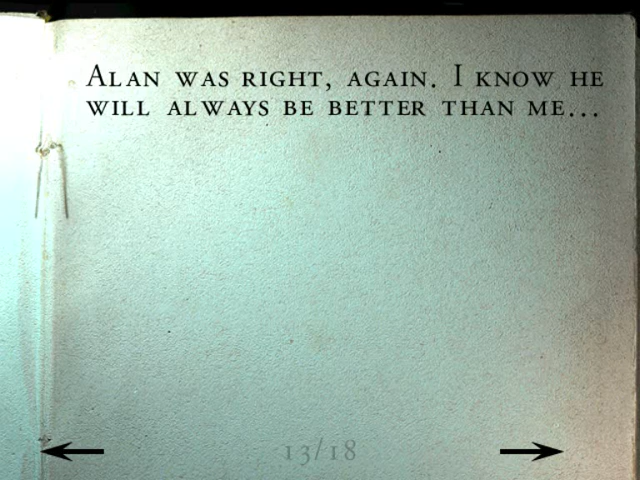 Alan was right, again. I know he
will always be better than me...
13/18